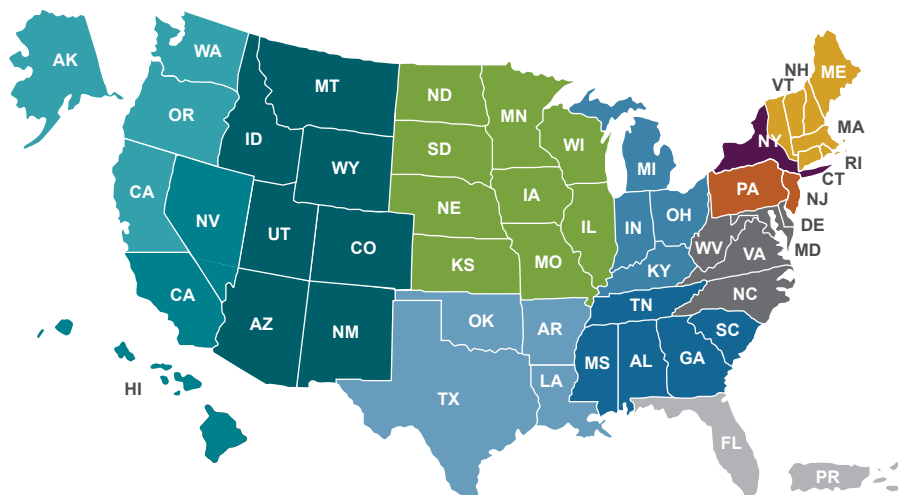 AK
WA
MT
ND
MN
NH
ME
VT
OR
ID
SD
WI
MI
NY
MA
RI
CT
WY
CA
NV
UT
CO
NE
IA
IL
IN
OH
PA
NJ
DE
MD
KS
MO
KY
WV
VA
CA
AZ
NM
OK
AR
TN
NC
SC
HI
TX
LA
MS
AL
GA
FL
PR